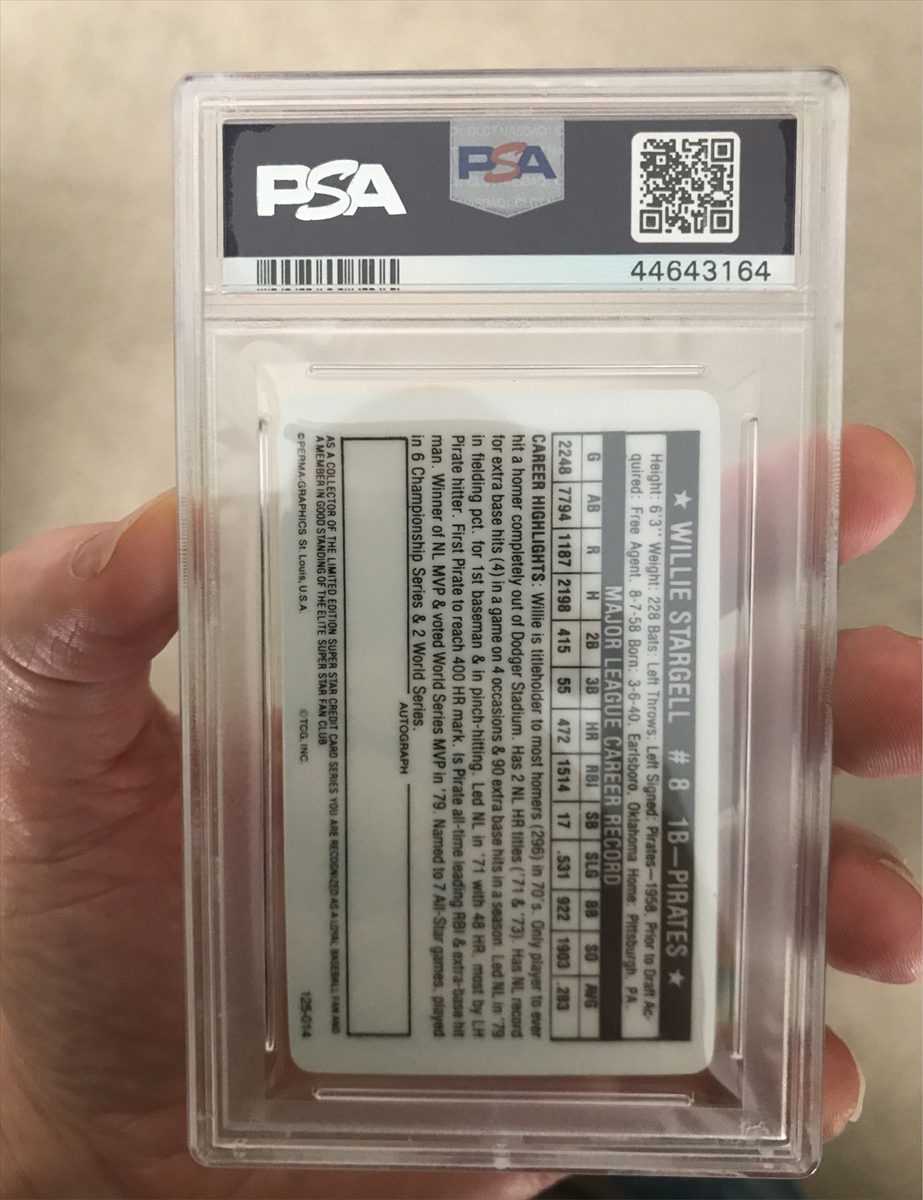 PSA
PSA
44643164
★ WILLIE STARGELL # 8 1B—PIRATES ★
Height: 6'3'' Weight: 228 Bats: Left Throws: Left Signed: Pirates—1958, Prior to Draft Ac-
quired: Free Agent, 8-7-58 Born: 3-6-40, Earlsboro, Oklahoma Home: Pittsburgh, PA.
MAJOR LEAGUE CAREER RECORD
G AB R H 2B 3B HR RBI SB SLG BB SO AVG
2248 7794 1187 2198 415 55 472 1514 17 .531 922 1903 .283
CAREER HIGHLIGHTS: Willie is titleholder to most homers (296) in 70's. Only player to ever
hit a homer completely out of Dodger Stadium. Has 2 NL HR titles ('71 & '73). Has NL record
for extra base hits (4) in a game on 4 occasions & 90 extra base hits in a season. Led NL in '79
in fielding pct. for 1st baseman & in pinch-hitting. Led NL in '71 with 48 HR, most by LH
Pirate hitter. First Pirate to reach 400 HR mark. Is Pirate all-time leading RBI & extra-base hit
man. Winner of NL MVP & voted World Series MVP in '79. Named to 7 All-Star games, played
in 6 Championship Series & 2 World Series.
AUTOGRAPH
AS A COLLECTOR OF THE LIMITED EDITION SUPER STAR CREDIT CARD SERIES YOU ARE RECOGNIZED AS A LOYAL BASEBALL FAN AND
A MEMBER IN GOOD STANDING OF THE ELITE SUPER STAR FAN CLUB
©PERMA-GRAPHICS St. Louis, U.S.A. ©TCG, INC. 125-014